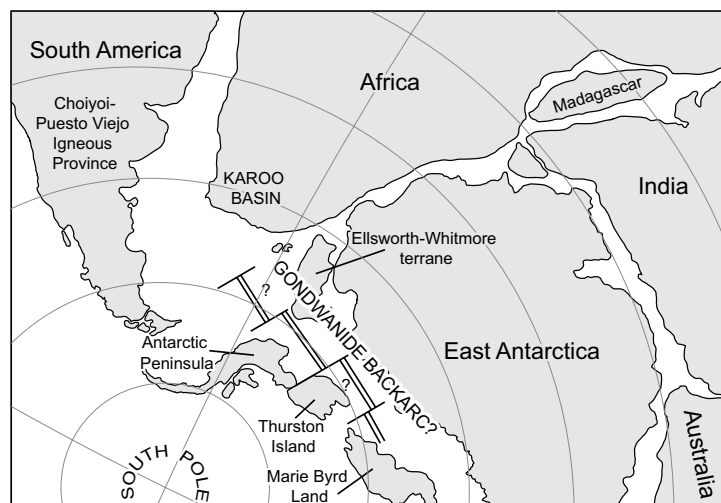 South America
Africa
Madagascar
Choiyoi-
Puesto Viejo
Igneous
Province
KAROO
BASIN
India
Ellsworth-Whitmore
terrane
GONDWANIDE BACKARC?
?
East Antarctica
Antarctic
Peninsula
?
Thurston
Island
Australia
Marie Byrd
Land
SOUTH POLE